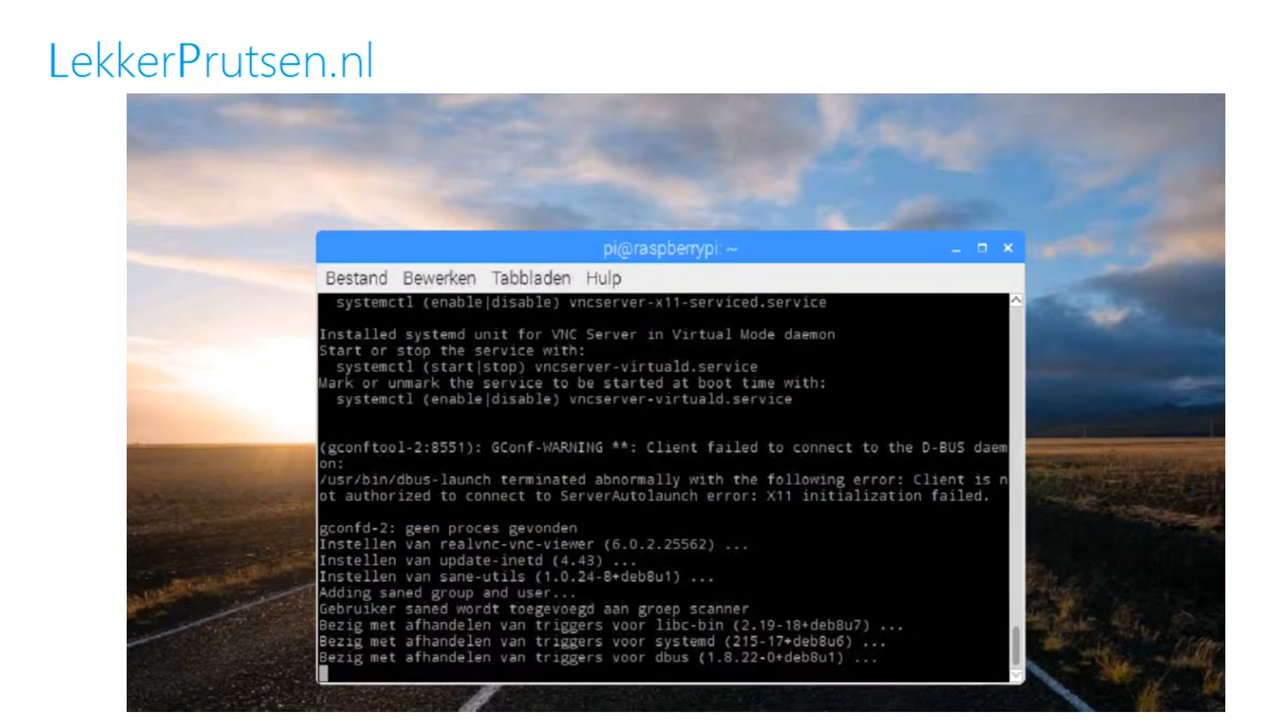 LekkerPrutsen.nl
pi@raspberrypi: ~
Bestand Bewerken Tabbladen Hulp
systemctl (enable|disable) vncserver-x11-serviced.service
Installed systemd unit for VNC Server in Virtual Mode daemon
Start or stop the service with:
systemctl (start|stop) vncserver-virtuald.service
Mark or unmark the service to be started at boot time with:
systemctl (enable|disable) vncserver-virtuald.service
(gconftool-2:8551): GConf-WARNING **: Client failed to connect to the D-BUS daem
on:
/usr/bin/dbus-launch terminated abnormally with the following error: Client is n
ot authorized to connect to ServerAutolaunch error: X11 initialization failed.
gconfd-2: geen proces gevonden
Instellen van realvnc-vnc-viewer (6.0.2.25562) ...
Instellen van update-inetd (4.43) ...
Instellen van sane-utils (1.0.24-8+deb8u1) ...
Adding saned group and user...
Gebruiker saned wordt toegevoegd aan groep scanner
Bezig met afhandelen van triggers voor libc-bin (2.19-18+deb8u7) ...
Bezig met afhandelen van triggers voor systemd (215-17+deb8u6) ...
Bezig met afhandelen van triggers voor dbus (1.8.22-0+deb8u1) ...